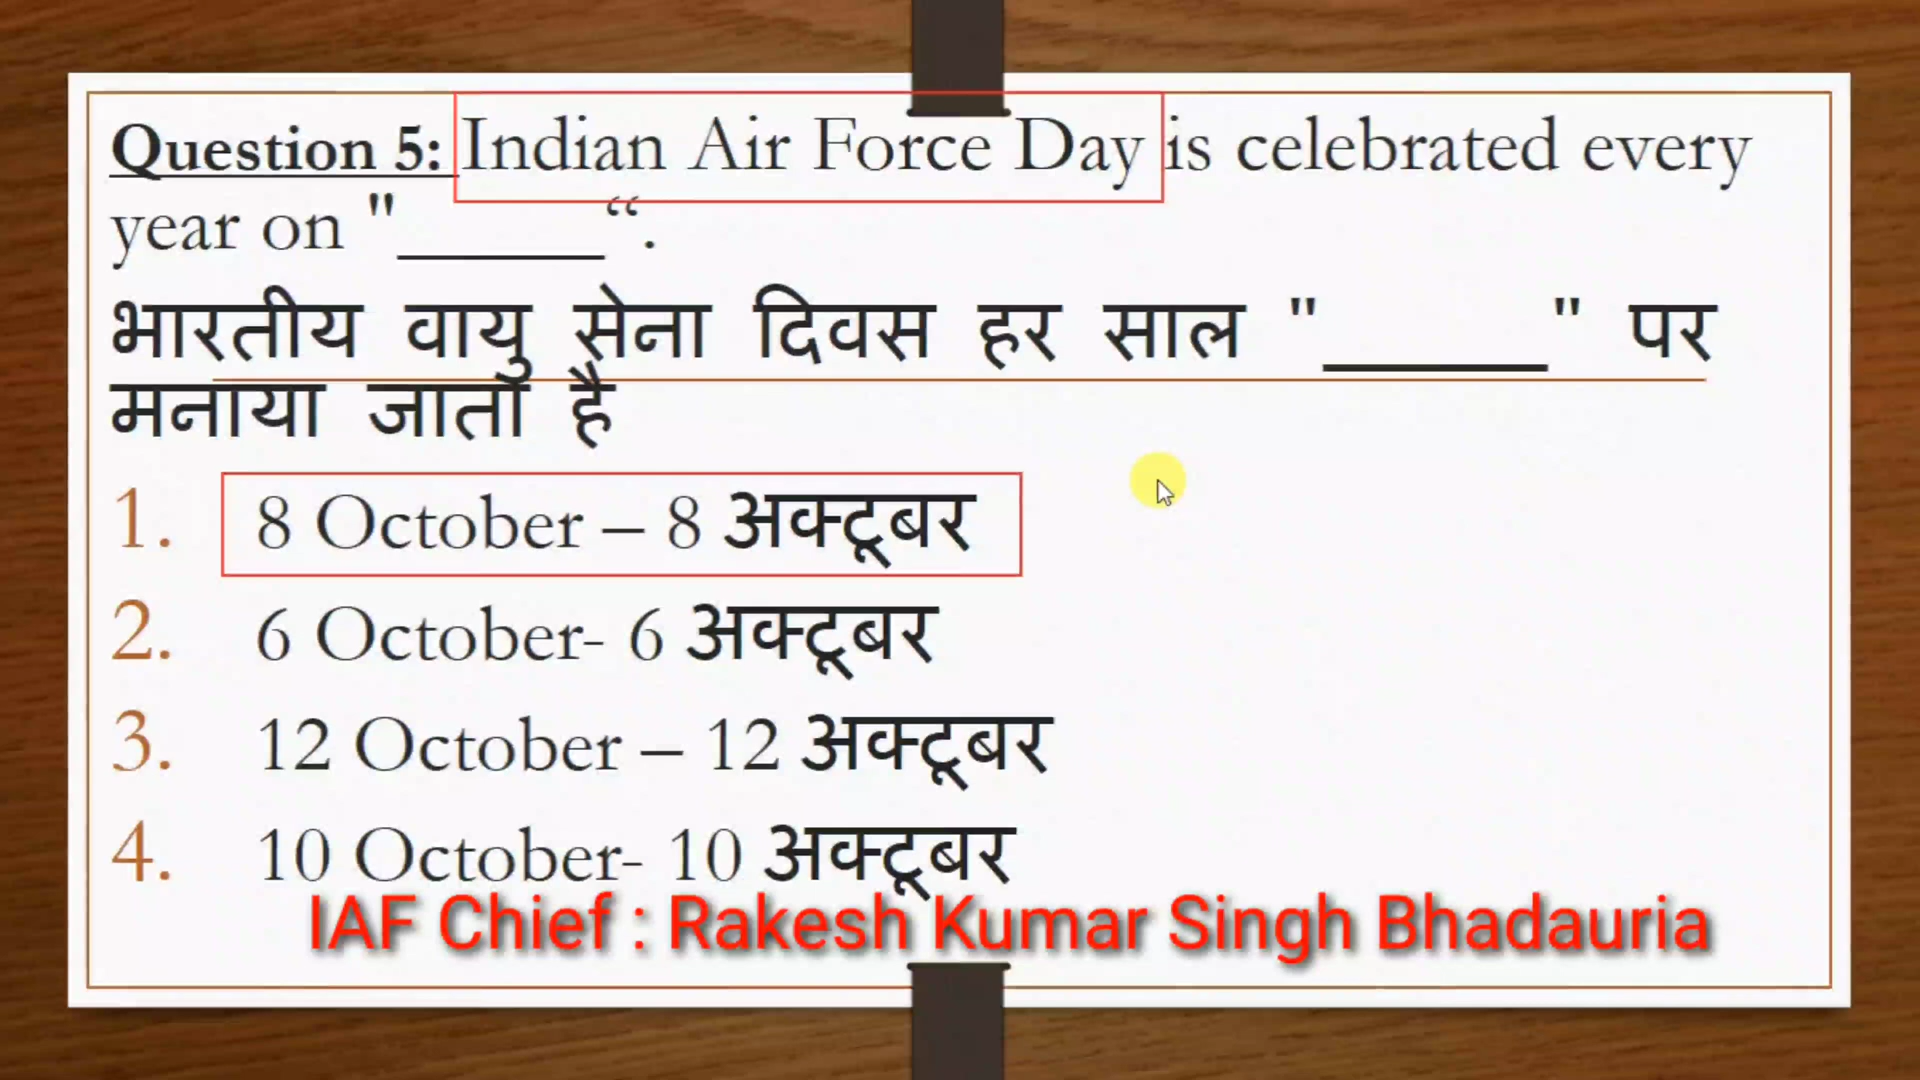 Question 5: Indian Air Force Day is celebrated every
year on "______“.
भारतीय वायु सेना दिवस हर साल "______" पर
मनाया जाता है
1. 8 October – 8 अक्टूबर
2. 6 October- 6 अक्टूबर
3. 12 October – 12 अक्टूबर
4. 10 October- 10 अक्टूबर
IAF Chief : Rakesh Kumar Singh Bhadauria